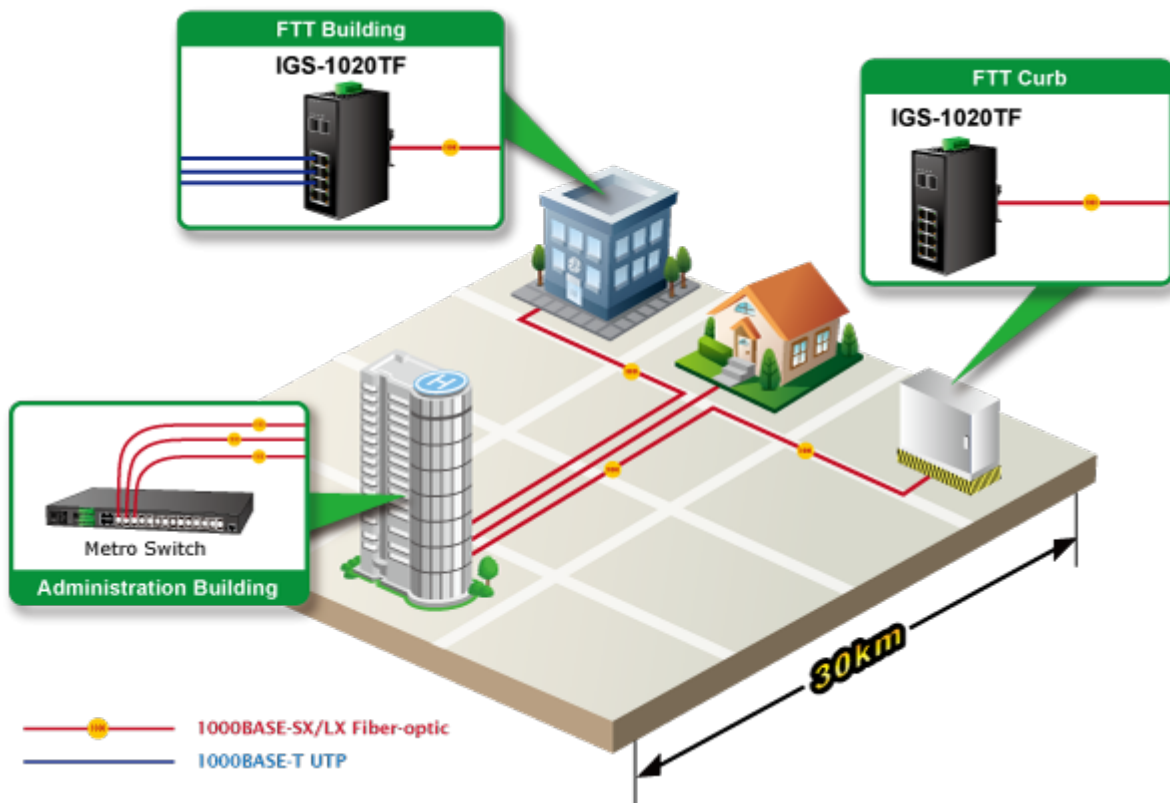 FTT Building
IGS-1020TF
FTT Curb
IGS-1020TF
Metro Switch
Administration Building
30km
1000BASE-SX/LX Fiber-optic
1000BASE-T UTP